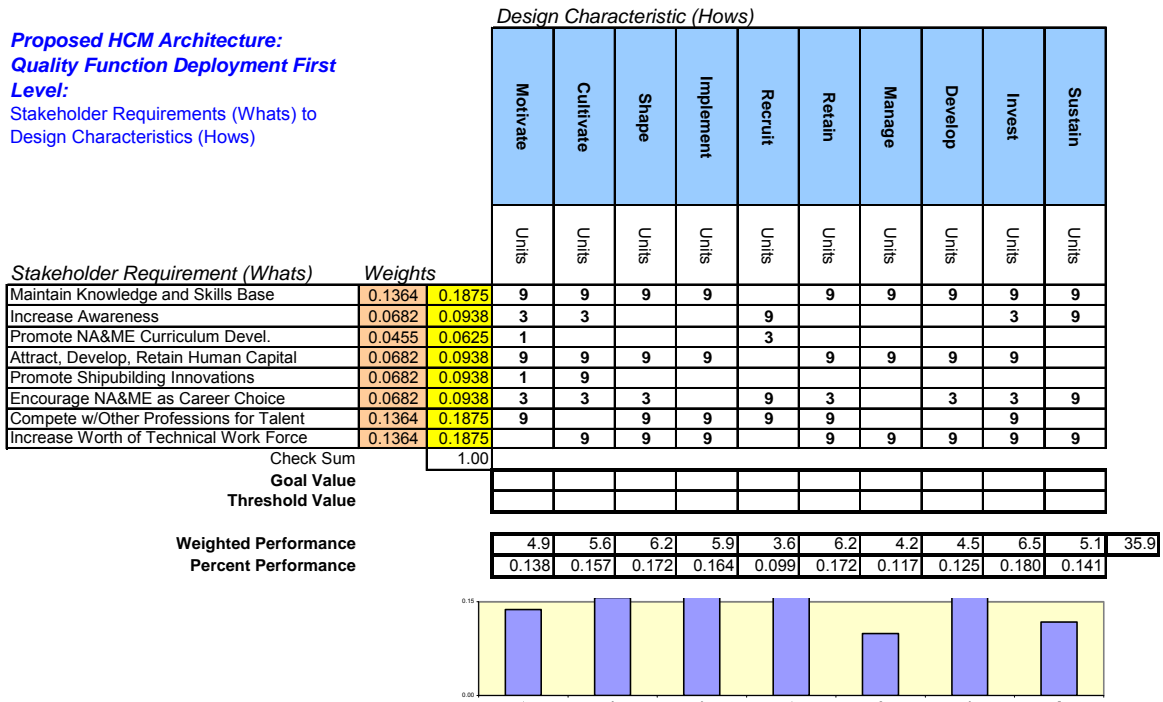 Design Characteristic (Hows)
Proposed HCM Architecture:
Quality Function Deployment First
Level:
Stakeholder Requirements (Whats) to
Design Characteristics (Hows)
Motivate Cultivate Shape Implement Recruit Retain Manage Develop Invest Sustain
Units Units Units Units Units Units Units Units Units Units
Stakeholder Requirement (Whats) Weights
Maintain Knowledge and Skills Base 0.1364 0.1875 9 9 9 9 9 9 9 9 9
Increase Awareness 0.0682 0.0938 3 3 9 3 9
Promote NA&ME Curriculum Devel. 0.0455 0.0625 1 3
Attract, Develop, Retain Human Capital 0.0682 0.0938 9 9 9 9 9 9 9 9
Promote Shipubilding Innovations 0.0682 0.0938 1 9
Encourage NA&ME as Career Choice 0.0682 0.0938 3 3 3 9 3 3 3 9
Compete w/Other Professions for Talent 0.1364 0.1875 9 9 9 9 9 9
Increase Worth of Technical Work Force 0.1364 0.1875 9 9 9 9 9 9 9 9
Check Sum 1.00
Goal Value
Threshold Value
Weighted Performance 4.9 5.6 6.2 5.9 3.6 6.2 4.2 4.5 6.5 5.1 35.9
Percent Performance 0.138 0.157 0.172 0.164 0.099 0.172 0.117 0.125 0.180 0.141
0.15
0.00